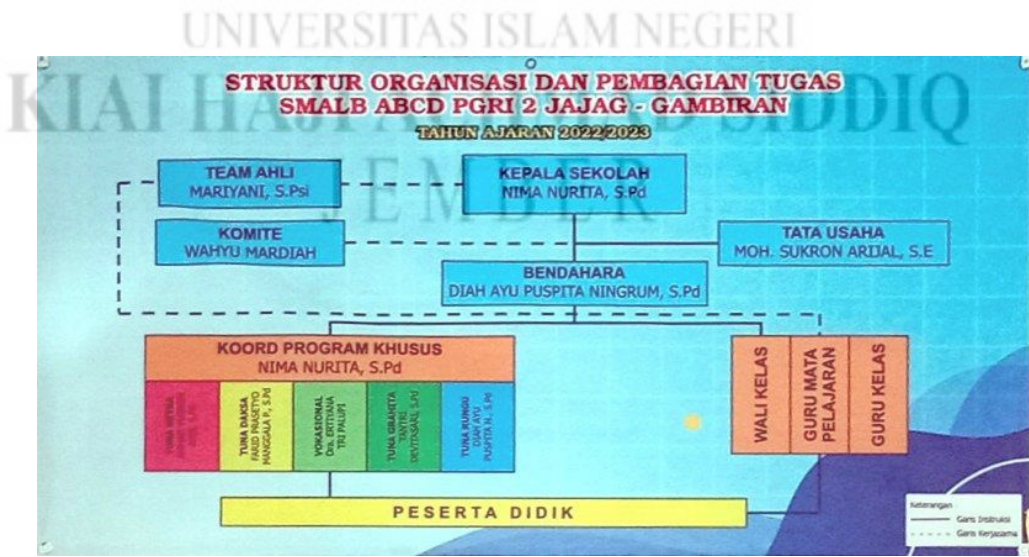 UNIVERSITAS ISLAM NEGERI
KIAI HAJI ACHMAD SIDDIQ
JEMBER
STRUKTUR ORGANISASI DAN PEMBAGIAN TUGAS
SMALB ABCD PGRI 2 JAJAG - GAMBIRAN
TAHUN AJARAN 2022/2023
TEAM AHLI
MARIYANI, S.Psi
KEPALA SEKOLAH
NIMA NURITA, S.Pd
KOMITE
WAHYU MARDIAH
TATA USAHA
MOH. SUKRON ARIJAL, S.E
BENDAHARA
DIAH AYU PUSPITA NINGRUM, S.Pd
KOORD PROGRAM KHUSUS
NIMA NURITA, S.Pd
TUNA NETRA
TUNA DAKSA
FARID PRASETYO
MANGGALA P., S.Pd
VOKASIONAL
Dra. ERTIYANA
TRI PALUPI
TUNA GRAHITA
TANTRI
DEVITASARI, S.Pd
TUNA RUNGU
DIAH AYU
PUSPITA N., S.Pd
WALI KELAS
GURU MATA
PELAJARAN
GURU KELAS
PESERTA DIDIK
Keterangan
Garis Instruksi
Garis Kerjasama